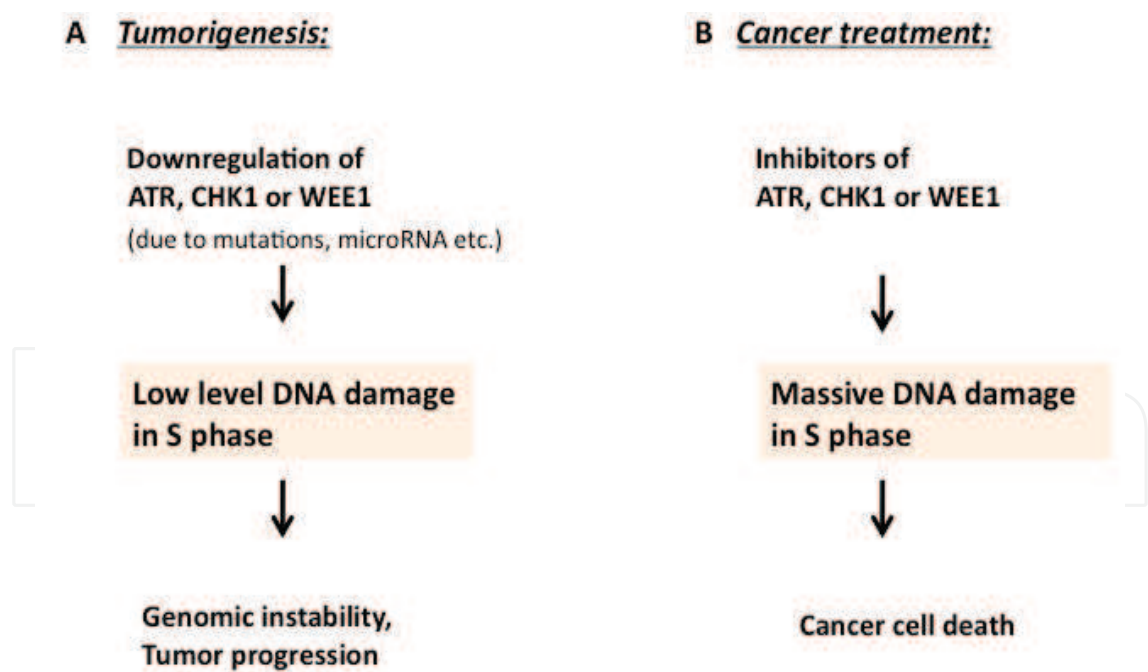 A Tumorigenesis:
Downregulation of
ATR, CHK1 or WEE1
(due to mutations, microRNA etc.)
Low level DNA damage
in S phase
Genomic instability,
Tumor progression
B Cancer treatment:
Inhibitors of
ATR, CHK1 or WEE1
Massive DNA damage
in S phase
Cancer cell death